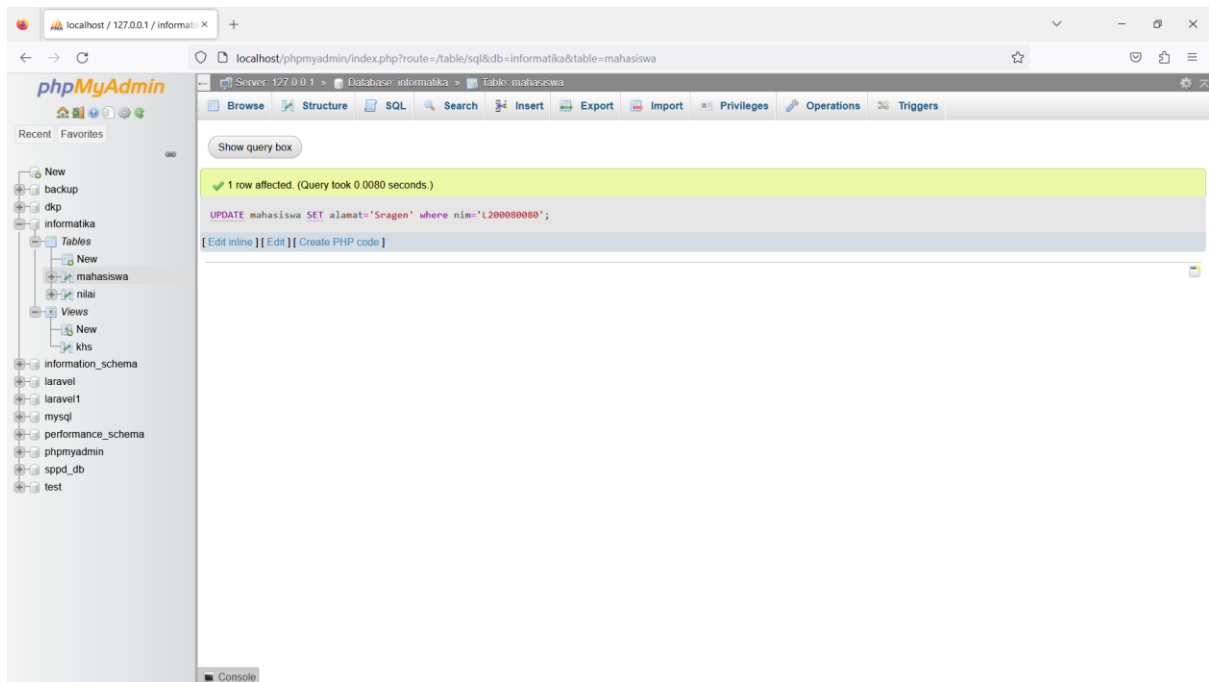 localhost / 127.0.0.1 / informati
localhost/phpmyadmin/index.php?route=/table/sql&db=informatika&table=mahasiswa
phpMyAdmin
Recent Favorites
New
backup
dkp
informatika
Tables
New
mahasiswa
nilai
Views
New
khs
information_schema
laravel
laravel1
mysql
performance_schema
phpmyadmin
sppd_db
test
Server: 127.0.0.1 » Database: informatika » Table: mahasiswa
Browse Structure SQL Search Insert Export Import Privileges Operations Triggers
Show query box
1 row affected. (Query took 0.0080 seconds.)
UPDATE mahasiswa SET alamat='Sragen' where nim='L200080080';
[ Edit inline ] [ Edit ] [ Create PHP code ]
Console